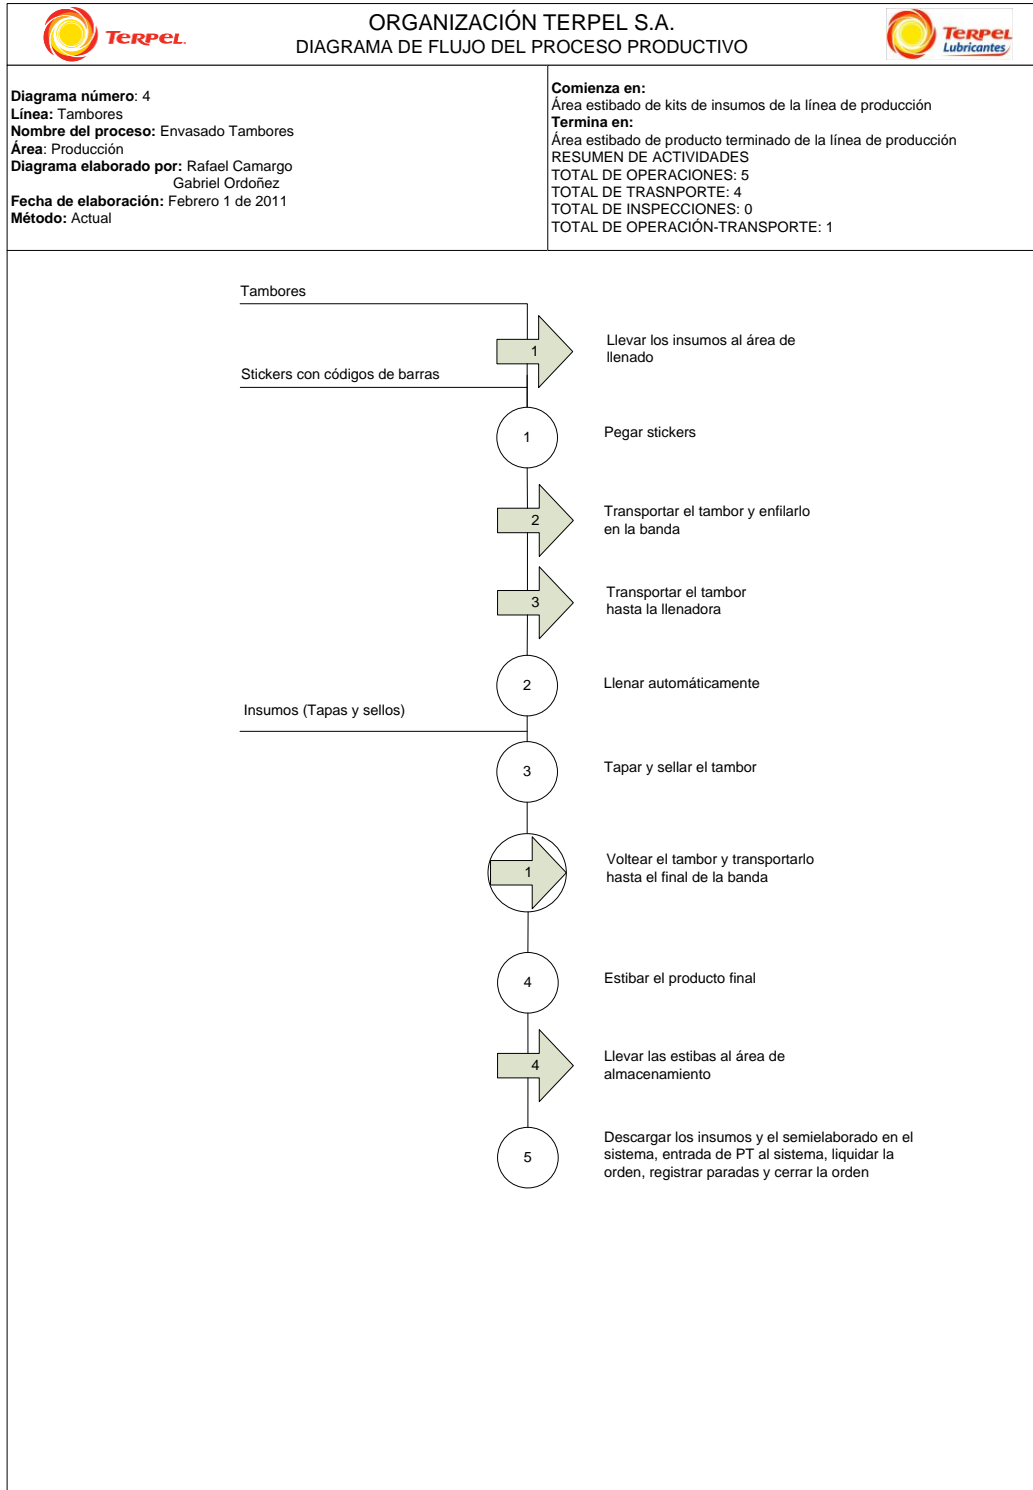 TERPEL.
ORGANIZACIÓN TERPEL S.A.
DIAGRAMA DE FLUJO DEL PROCESO PRODUCTIVO
TERPEL
Lubricantes
Diagrama número: 4
Línea: Tambores
Nombre del proceso: Envasado Tambores
Área: Producción
Diagrama elaborado por: Rafael Camargo
Gabriel Ordoñez
Fecha de elaboración: Febrero 1 de 2011
Método: Actual
Comienza en:
Área estibado de kits de insumos de la línea de producción
Termina en:
Área estibado de producto terminado de la línea de producción
RESUMEN DE ACTIVIDADES
TOTAL DE OPERACIONES: 5
TOTAL DE TRASNPORTE: 4
TOTAL DE INSPECCIONES: 0
TOTAL DE OPERACIÓN-TRANSPORTE: 1
Tambores
1
Llevar los insumos al área de
llenado
Stickers con códigos de barras
1
Pegar stickers
2
Transportar el tambor y enfilarlo
en la banda
3
Transportar el tambor
hasta la llenadora
2
Llenar automáticamente
Insumos (Tapas y sellos)
3
Tapar y sellar el tambor
1
Voltear el tambor y transportarlo
hasta el final de la banda
4
Estibar el producto final
4
Llevar las estibas al área de
almacenamiento
5
Descargar los insumos y el semielaborado en el
sistema, entrada de PT al sistema, liquidar la
orden, registrar paradas y cerrar la orden